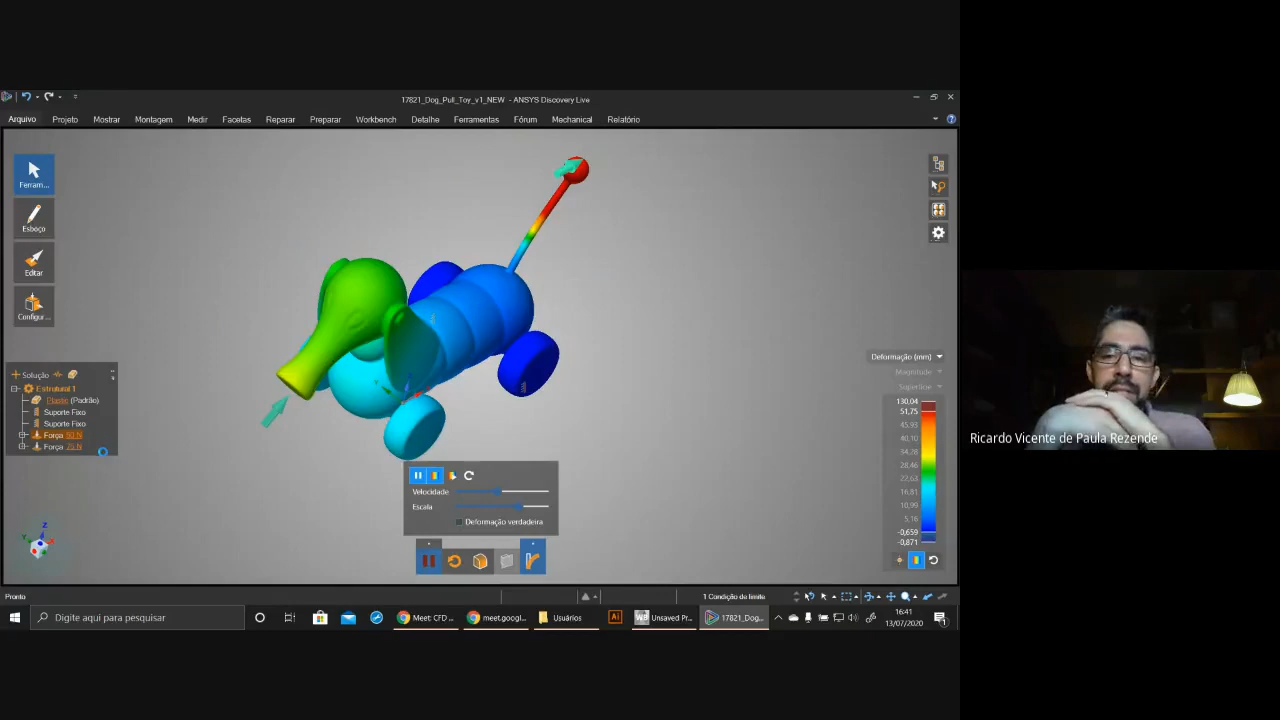 17821_Dog_Pull_Toy_v1_NEW - ANSYS Discovery Live
Arquivo Projeto Mostrar Montagem Medir Facetas Reparar Preparar Workbench Detalhe Ferramentas Fórum Mechanical Relatório
Ferram...
Esboço
Editar
Configur...
Solução
Estrutural 1
Plastic (Padrão)
Suporte Fixo
Suporte Fixo
Força 50 N
Força 75 N
Z
Y
X
Velocidade
Escala
Deformação verdadeira
Deformação (mm)
Magnitude
Superfície
130,04
51,75
45,93
40,10
34,28
28,46
22,63
16,81
10,99
5,16
-0,659
-0,871
Ricardo Vicente de Paula Rezende
Pronto
1 Condição de limite
Digite aqui para pesquisar
Meet: CFD ...
meet.googl...
Usuários
Ai
WB
Unsaved Pr...
17821_Dog...
16:41
13/07/2020
1